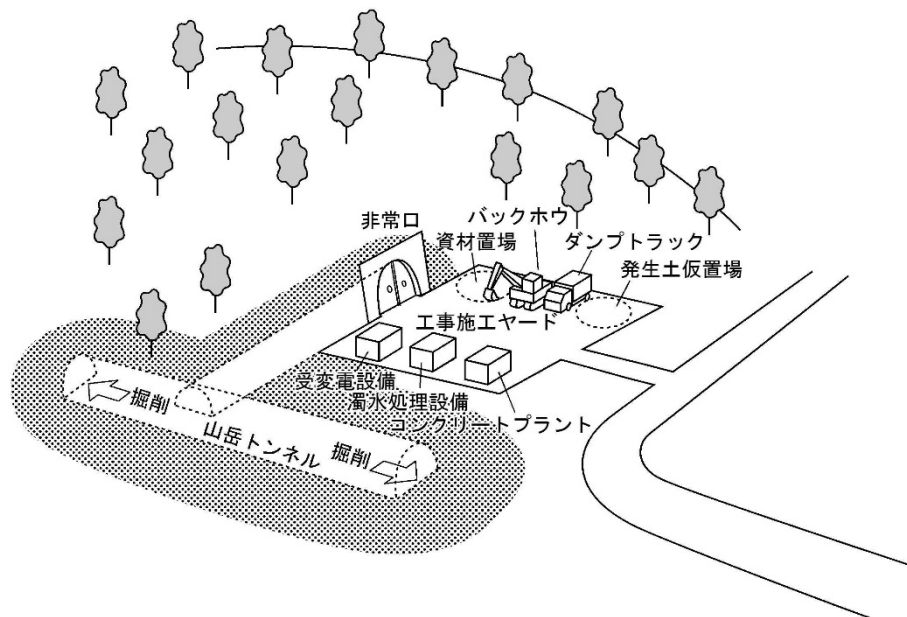 非常口
バックホウ
資材置場
ダンプトラック
発生土仮置場
工事施工ヤード
受変電設備
濁水処理設備
コンクリートプラント
掘削
山岳トンネル
掘削